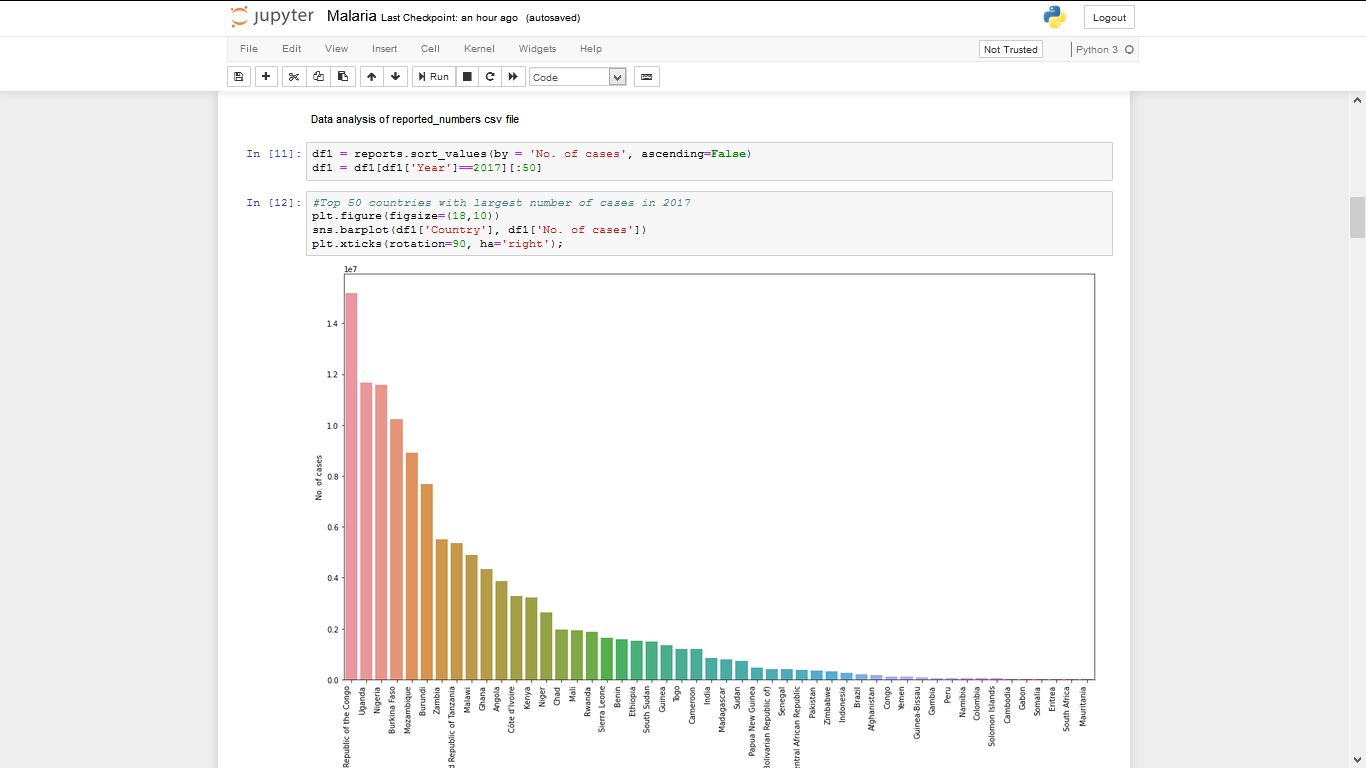 jupyter Malaria Last Checkpoint: an hour ago (autosaved)
Logout
File Edit View Insert Cell Kernel Widgets Help
Not Trusted
Python 3
Run
Code
Data analysis of reported_numbers csv file
In [11]:
df1 = reports.sort_values(by = 'No. of cases', ascending=False)
df1 = df1[df1['Year']==2017][:50]
In [12]:
#Top 50 countries with largest number of cases in 2017
plt.figure(figsize=(18,10))
sns.barplot(df1['Country'], df1['No. of cases'])
plt.xticks(rotation=90, ha='right');
1e7
1.4
1.2
1.0
0.8
0.6
0.4
0.2
0.0
No. of cases
Republic of the Congo
Uganda
Nigeria
Burkina Faso
Mozambique
Burundi
Zambia
d Republic of Tanzania
Malawi
Ghana
Angola
Côte d'Ivoire
Kenya
Niger
Chad
Mali
Rwanda
Sierra Leone
Benin
Ethiopia
South Sudan
Guinea
Togo
Cameroon
India
Madagascar
Sudan
Papua New Guinea
Bolivarian Republic of)
Senegal
entral African Republic
Pakistan
Zimbabwe
Indonesia
Brazil
Afghanistan
Congo
Yemen
Guinea-Bissau
Gambia
Peru
Namibia
Colombia
Solomon Islands
Cambodia
Gabon
Somalia
Eritrea
South Africa
Mauritania